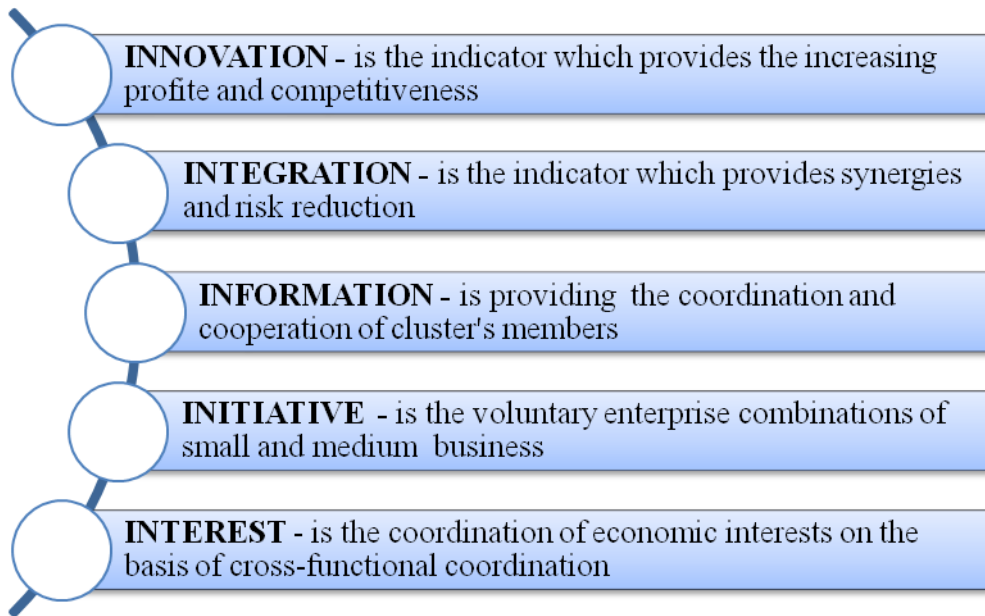 INNOVATION - is the indicator which provides the increasing
profite and competitiveness
INTEGRATION - is the indicator which provides synergies
and risk reduction
INFORMATION - is providing  the coordination and
cooperation of cluster's members
INITIATIVE  - is the voluntary enterprise combinations of
small and medium  business
INTEREST - is the coordination of economic interests on the
basis of cross-functional coordination